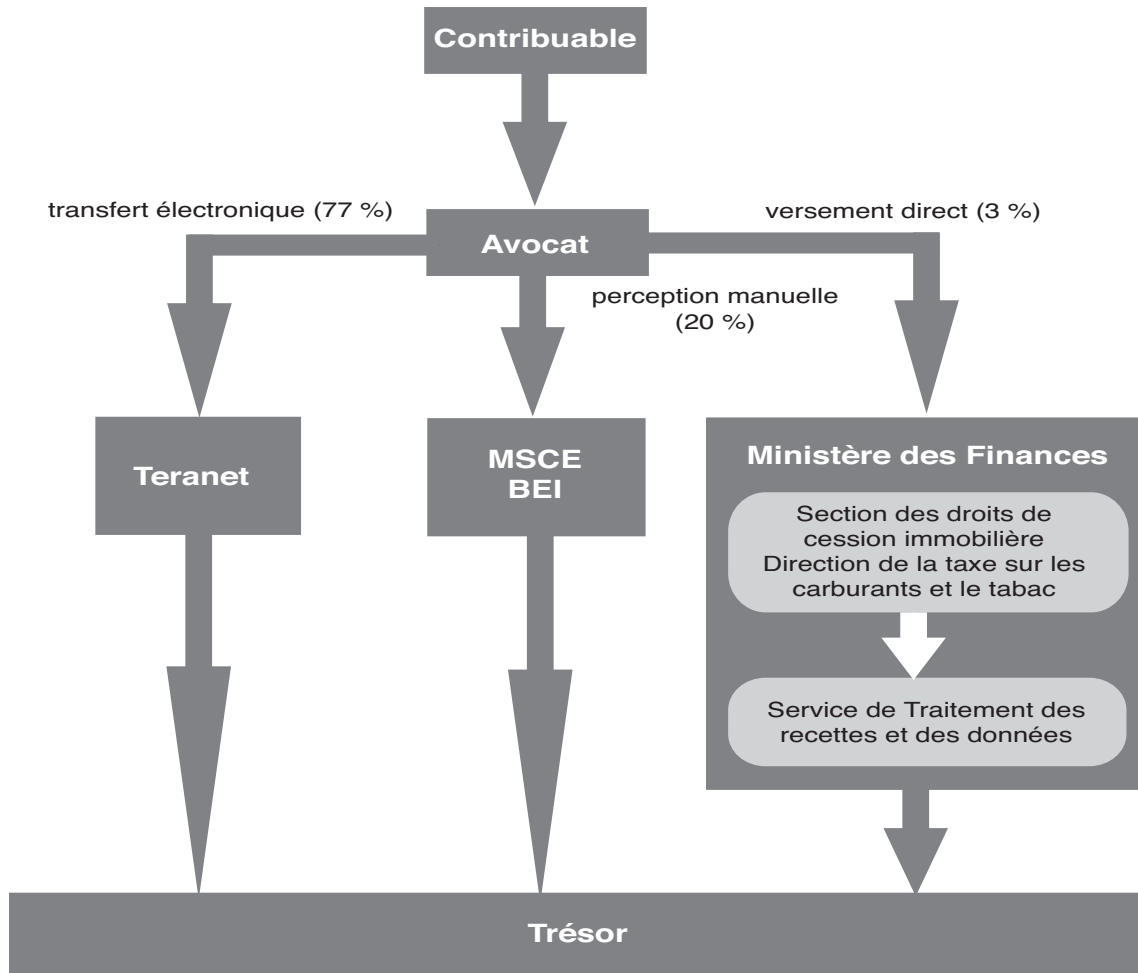 Contribuable
transfert électronique (77 %)
versement direct (3 %)
Avocat
perception manuelle
(20 %)
Teranet
MSCE
BEI
Ministère des Finances
Section des droits de
cession immobilière
Direction de la taxe sur les
carburants et le tabac
Service de Traitement des
recettes et des données
Trésor